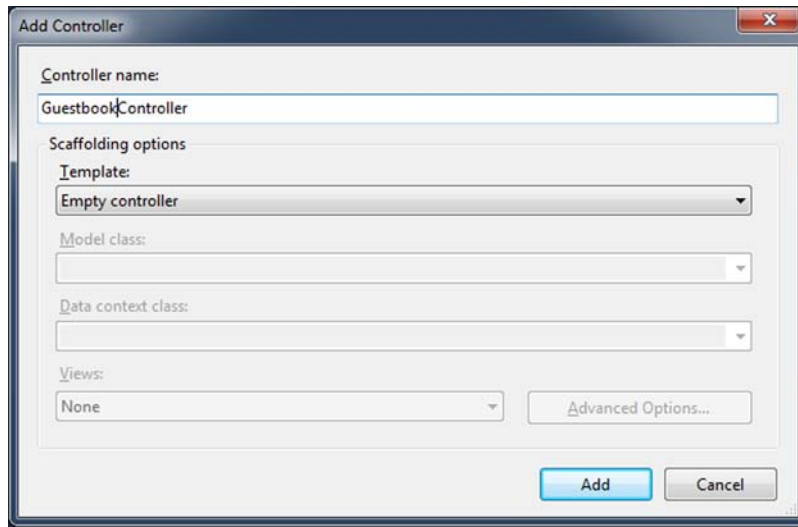 Add Controller
Controller name:
GuestbookController
Scaffolding options
Template:
Empty controller
Model class:
Data context class:
Views:
None
Advanced Options...
Add
Cancel